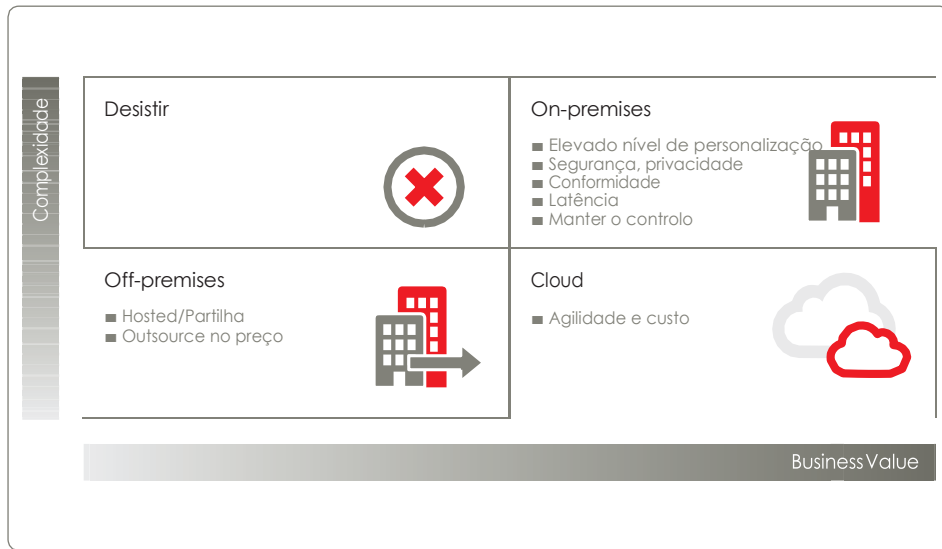 Complexidade
Desistir
On-premises
■ Elevado nível de personalização
■ Segurança, privacidade
■ Conformidade
■ Latência
■ Manter o controlo
Off-premises
■ Hosted/Partilha
■ Outsource no preço
Cloud
■ Agilidade e custo
Business Value